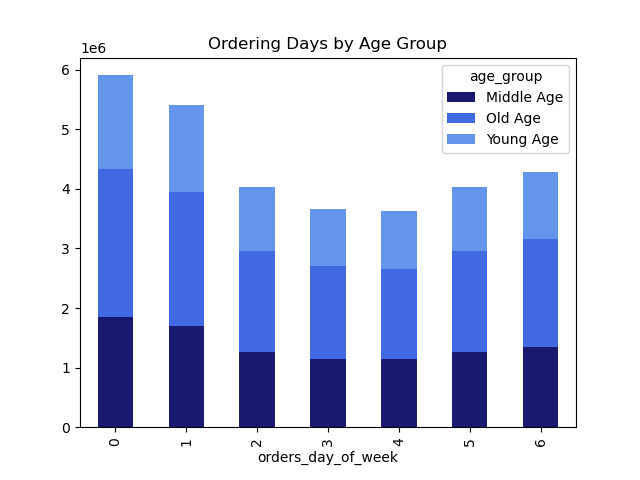 Ordering Days by Age Group
1e6
age_group
Middle Age
Old Age
Young Age
6
5
4
3
2
1
0
0 1 2 3 4 5 6
orders_day_of_week